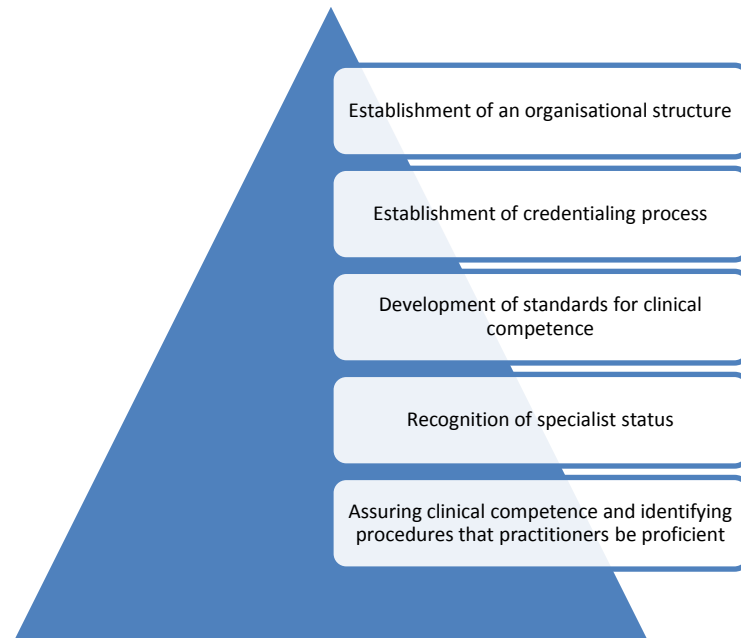 Establishment of an organisational structure
Establishment of credentialing process
Development of standards for clinical
competence
Recognition of specialist status
Assuring clinical competence and identifying
procedures that practitioners be proficient